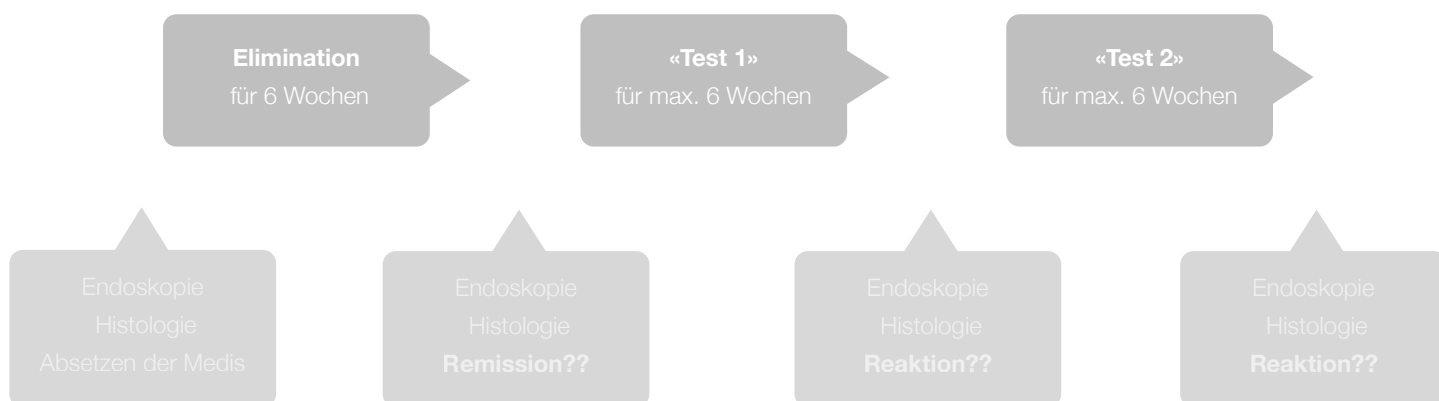 Elimination
für 6 Wochen
«Test 1»
für max. 6 Wochen
«Test 2»
für max. 6 Wochen
Endoskopie
Histologie
Absetzen der Medis
Endoskopie
Histologie
Remission??
Endoskopie
Histologie
Reaktion??
Endoskopie
Histologie
Reaktion??